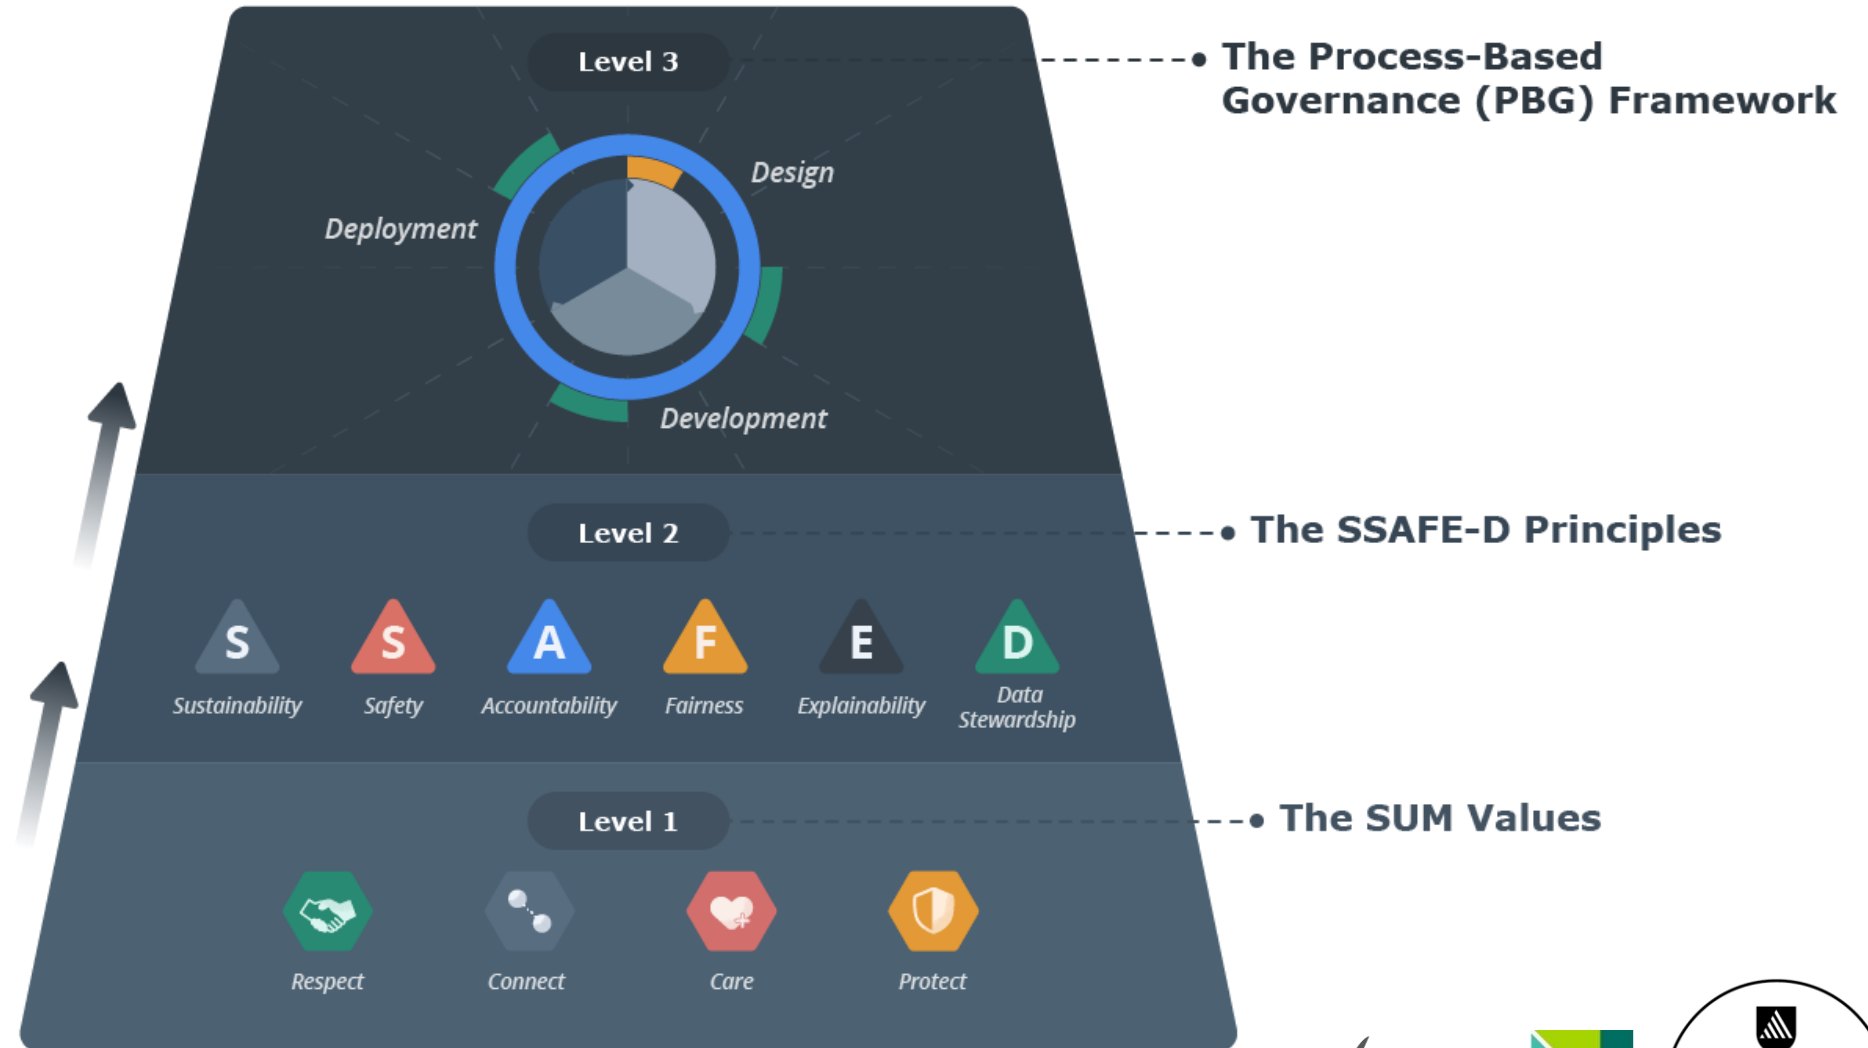 Level 3
The Process-Based
Governance (PBG) Framework
Design
Deployment
Development
Level 2
The SSAFE-D Principles
S
S
A
F
E
D
Sustainability
Safety
Accountability
Fairness
Explainability
Data
Stewardship
Level 1
The SUM Values
Respect
Connect
Care
Protect